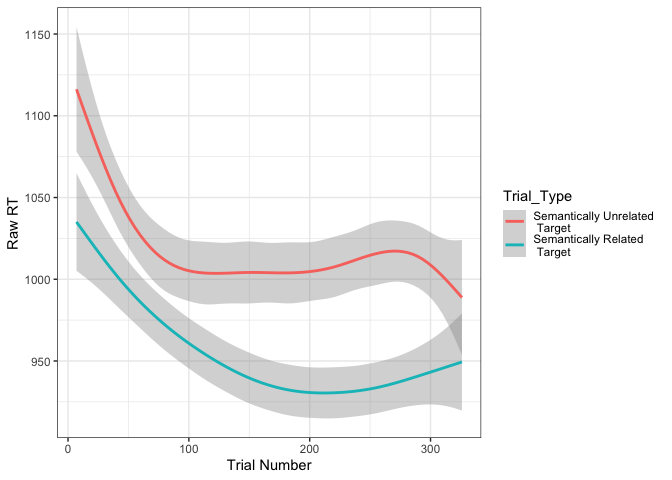 1150
1100
1050
1000
950
Raw RT
0
100
200
300
Trial Number
Trial_Type
Semantically Unrelated
Target
Semantically Related
Target